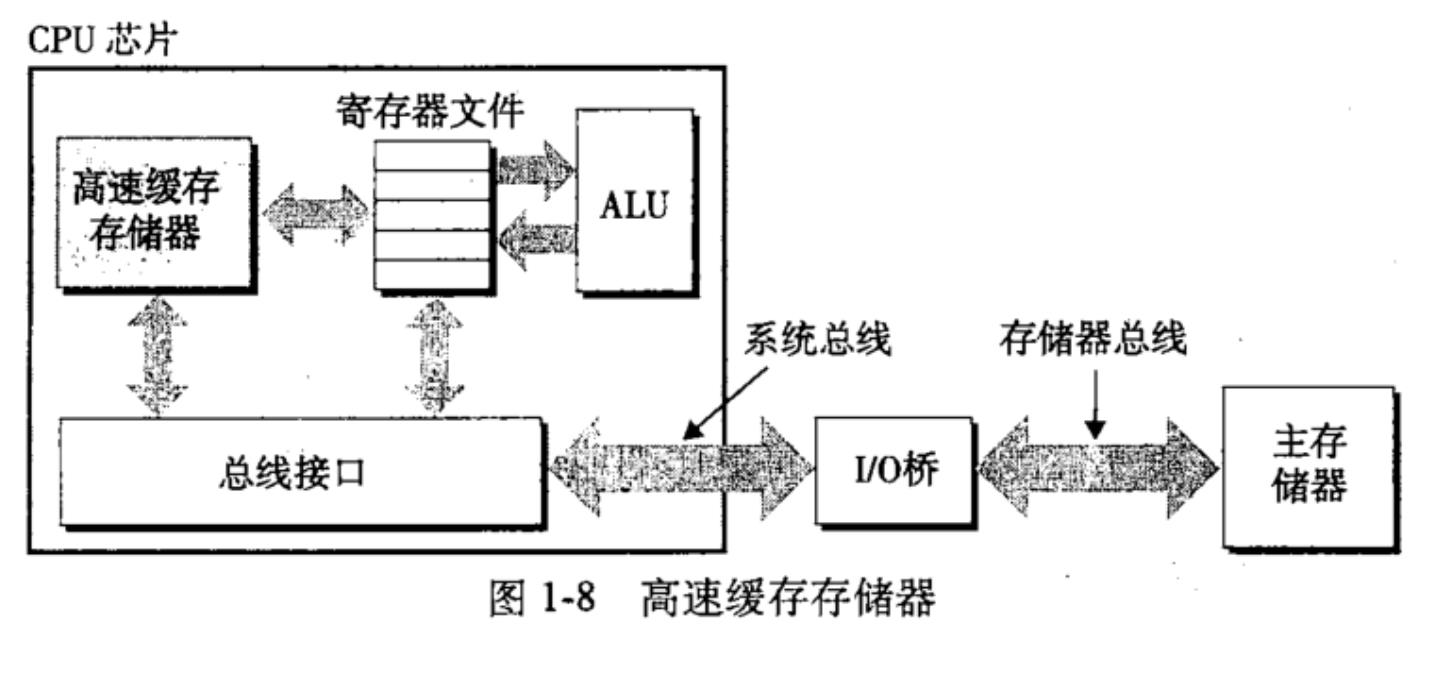 CPU 芯片
寄存器文件
高速缓存
存储器
ALU
系统总线
存储器总线
总线接口
I/O桥
主存
储器
图 1-8 高速缓存存储器